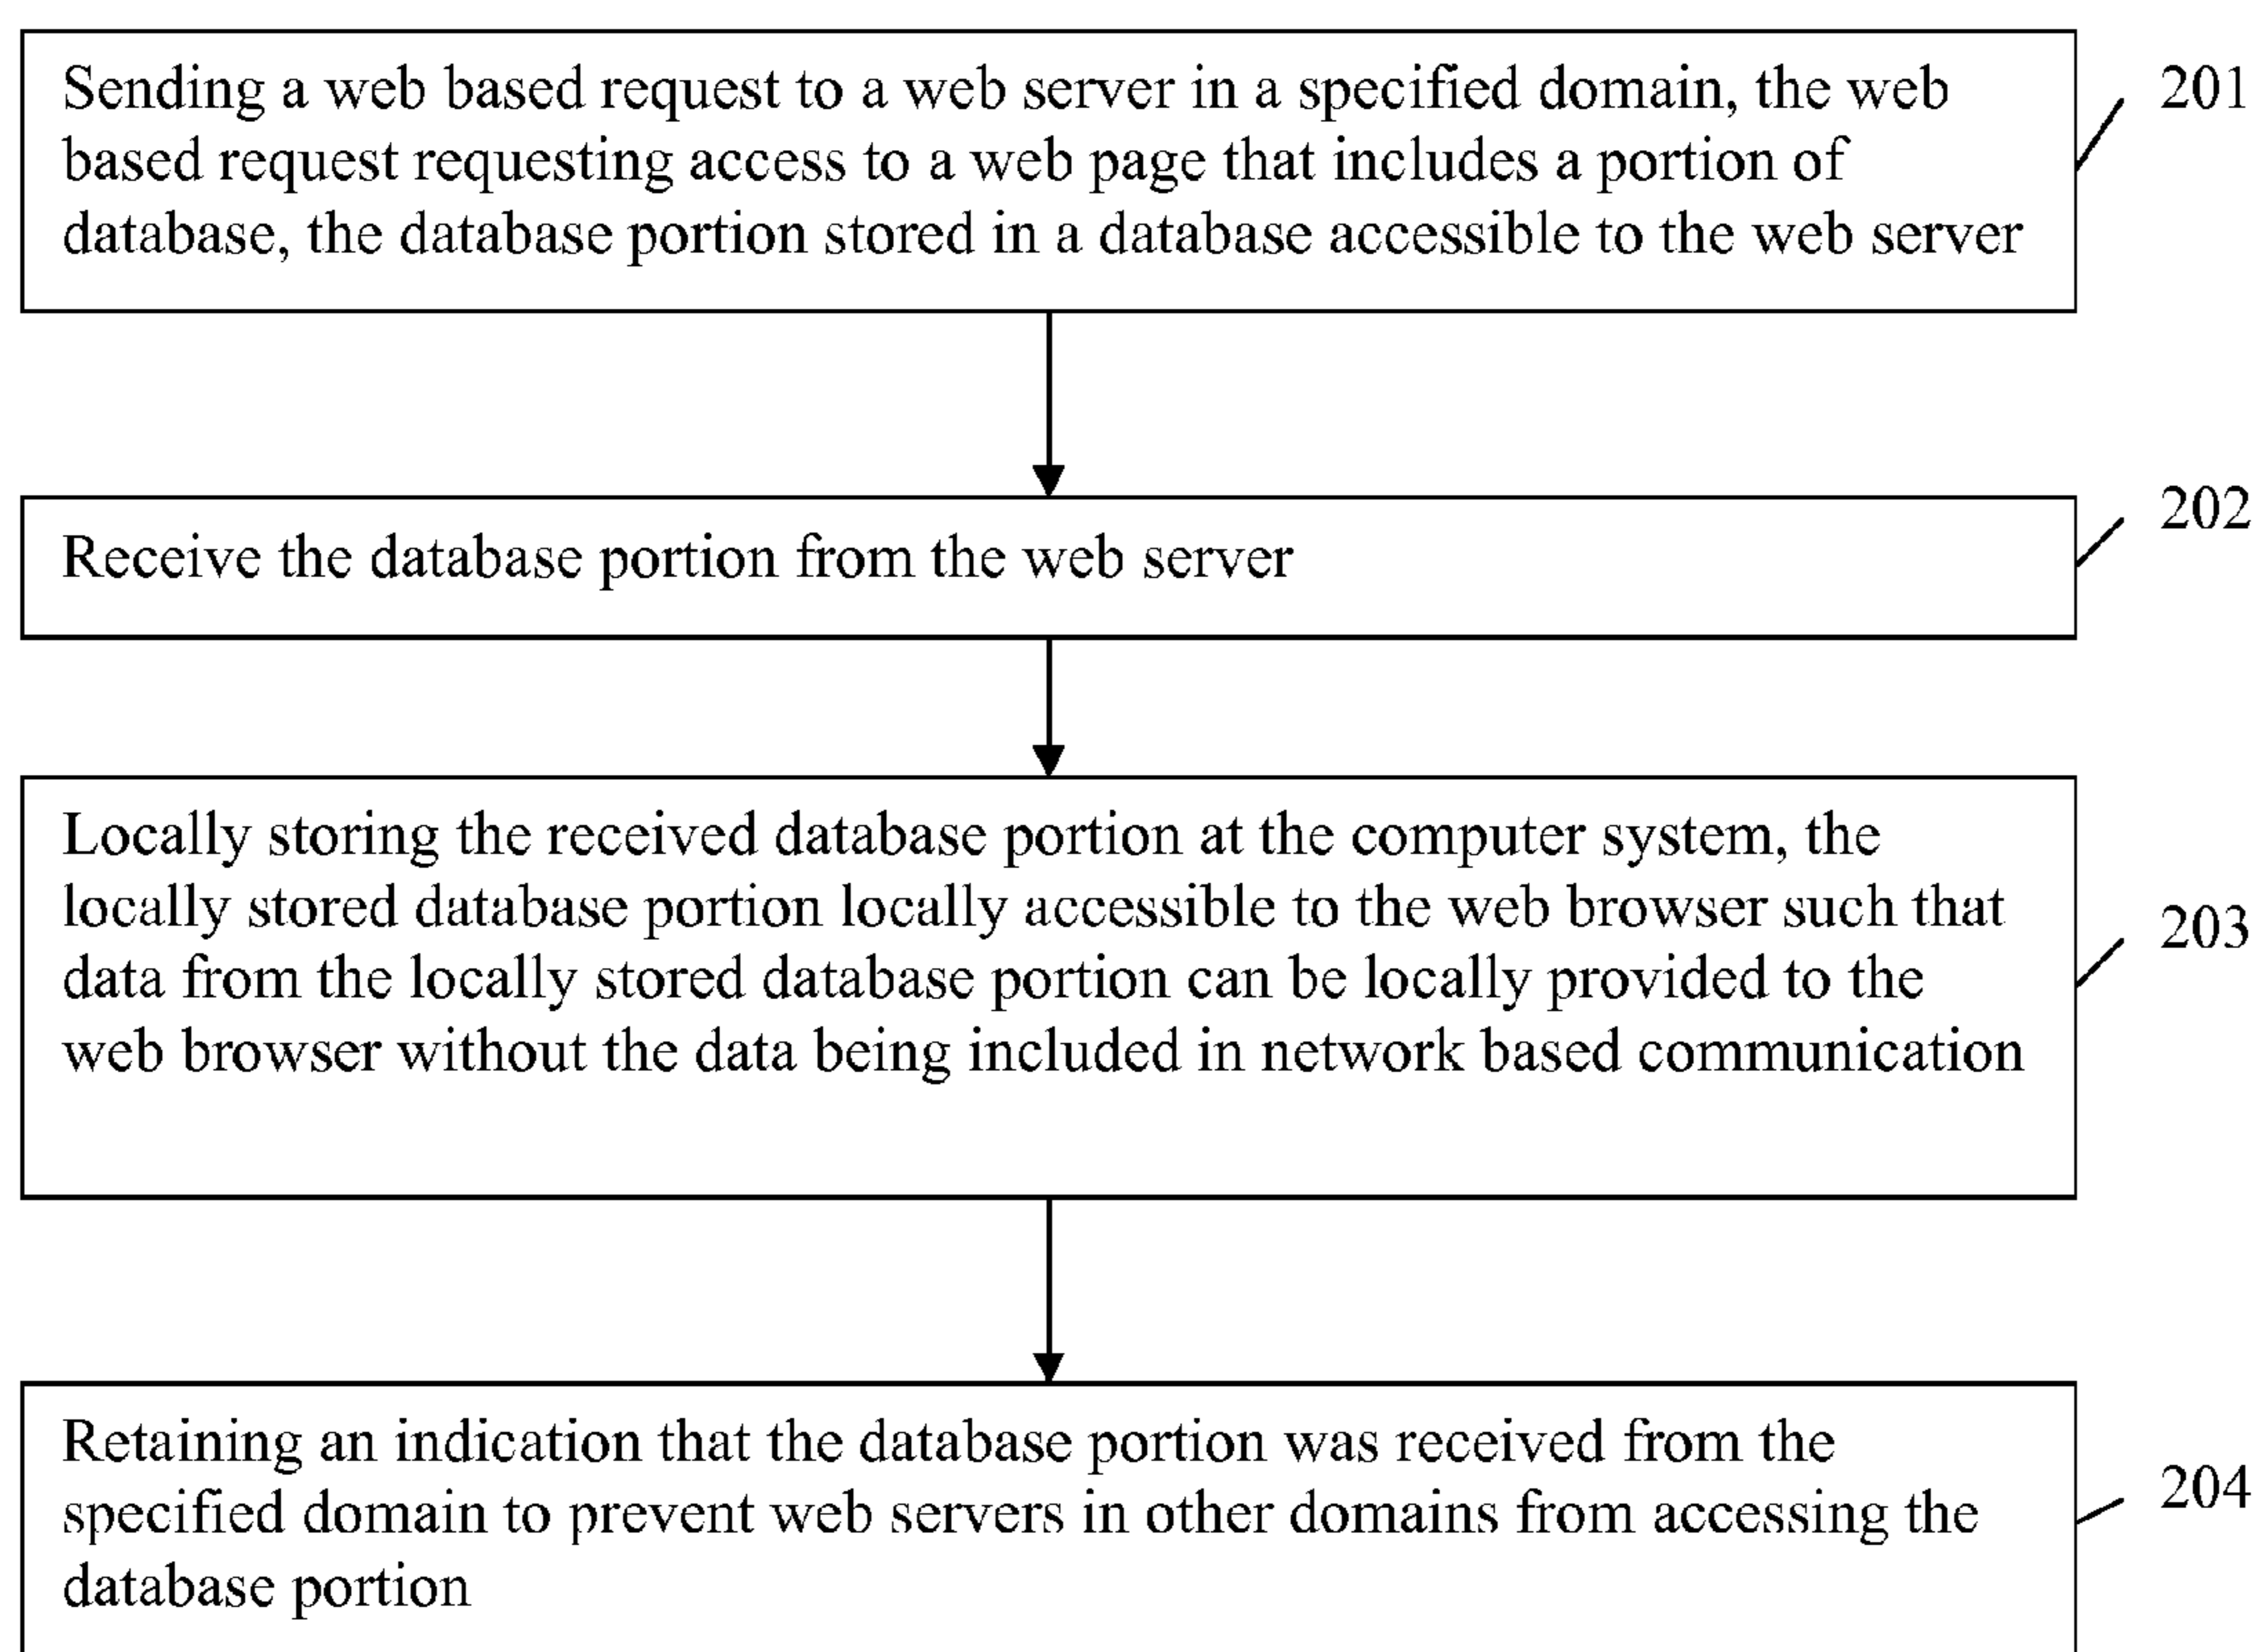 Sending a web based request to a web server in a specified domain, the web
based request requesting access to a web page that includes a portion of
database, the database portion stored in a database accessible to the web server
201
Receive the database portion from the web server
202
Locally storing the received database portion at the computer system, the
locally stored database portion locally accessible to the web browser such that
data from the locally stored database portion can be locally provided to the
web browser without the data being included in network based communication
203
Retaining an indication that the database portion was received from the
specified domain to prevent web servers in other domains from accessing the
database portion
204